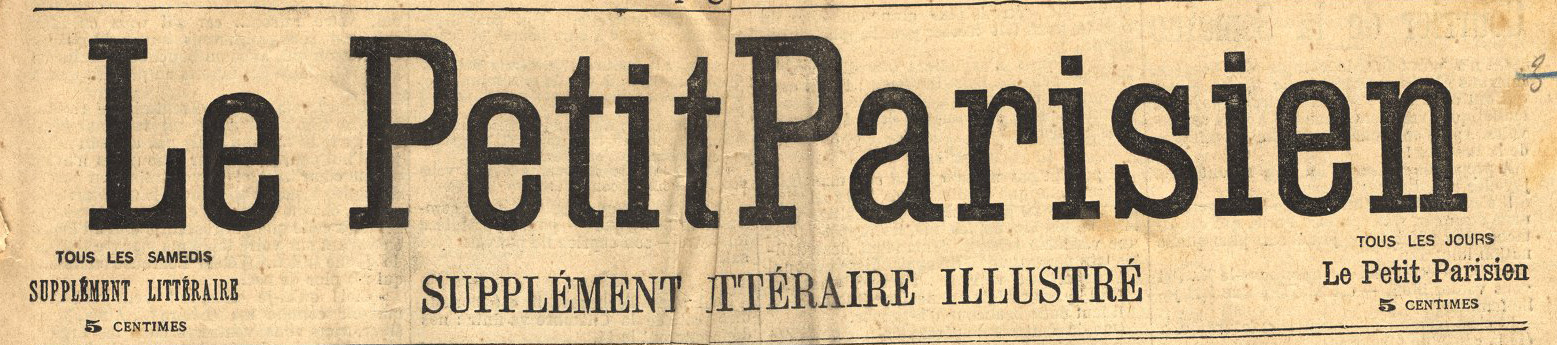 Le Petit Parisien
TOUS LES SAMEDIS
SUPPLÉMENT LITTÉRAIRE
5 CENTIMES
SUPPLÉMENT ITTÉRAIRE ILLUSTRÉ
TOUS LES JOURS
Le Petit Parisien
5 CENTIMES